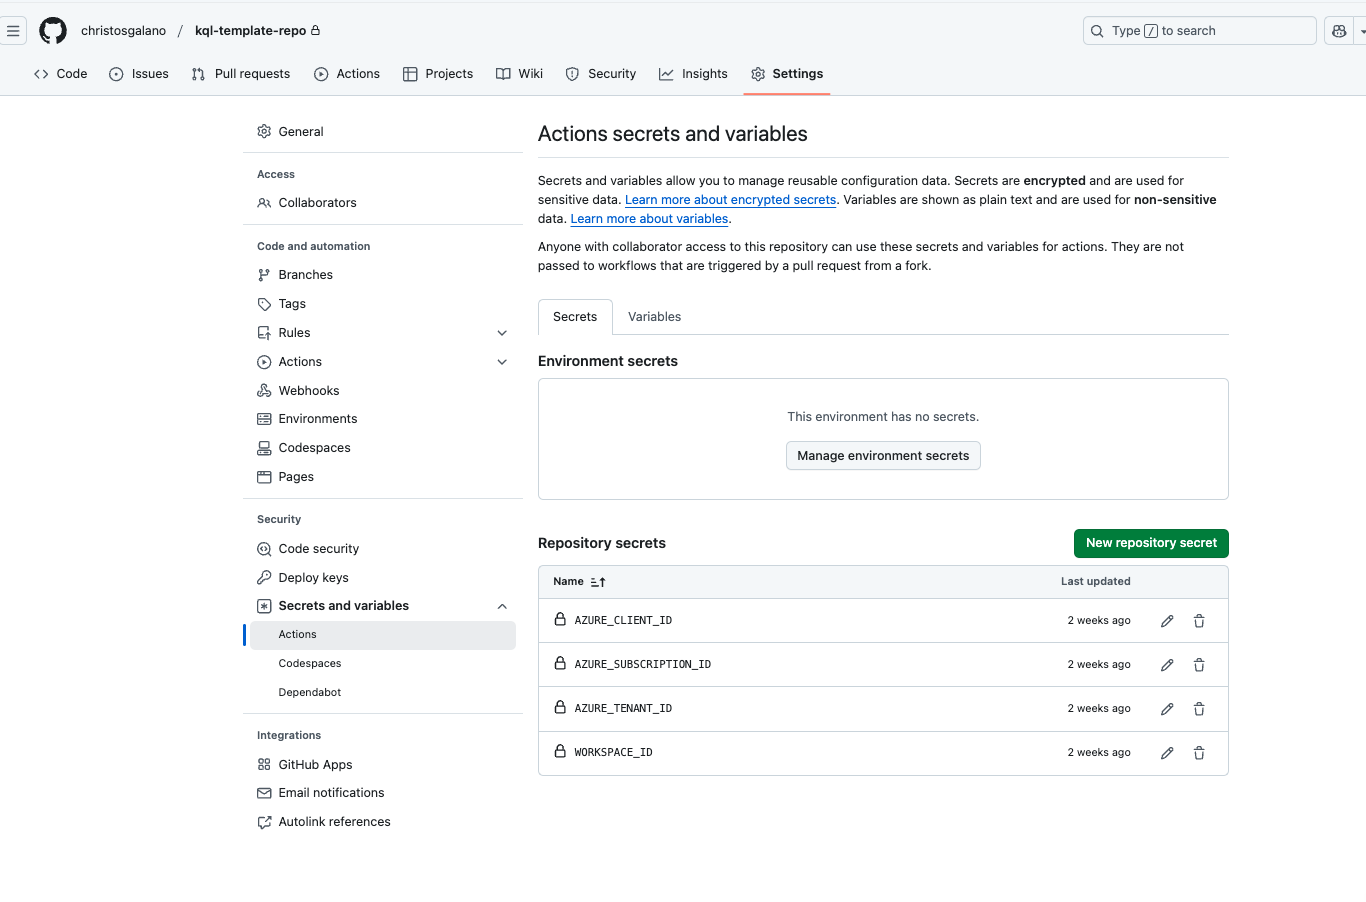 christosgalano / kql-template-repo
Type / to search
Code
Issues
Pull requests
Actions
Projects
Wiki
Security
Insights
Settings
General
Access
Collaborators
Code and automation
Branches
Tags
Rules
Actions
Webhooks
Environments
Codespaces
Pages
Security
Code security
Deploy keys
Secrets and variables
Actions
Codespaces
Dependabot
Integrations
GitHub Apps
Email notifications
Autolink references
Actions secrets and variables
Secrets and variables allow you to manage reusable configuration data. Secrets are encrypted and are used for
sensitive data. Learn more about encrypted secrets. Variables are shown as plain text and are used for non-sensitive
data. Learn more about variables.
Anyone with collaborator access to this repository can use these secrets and variables for actions. They are not
passed to workflows that are triggered by a pull request from a fork.
Secrets
Variables
Environment secrets
This environment has no secrets.
Manage environment secrets
Repository secrets
New repository secret
Name
Last updated
AZURE_CLIENT_ID 2 weeks ago
AZURE_SUBSCRIPTION_ID 2 weeks ago
AZURE_TENANT_ID 2 weeks ago
WORKSPACE_ID 2 weeks ago